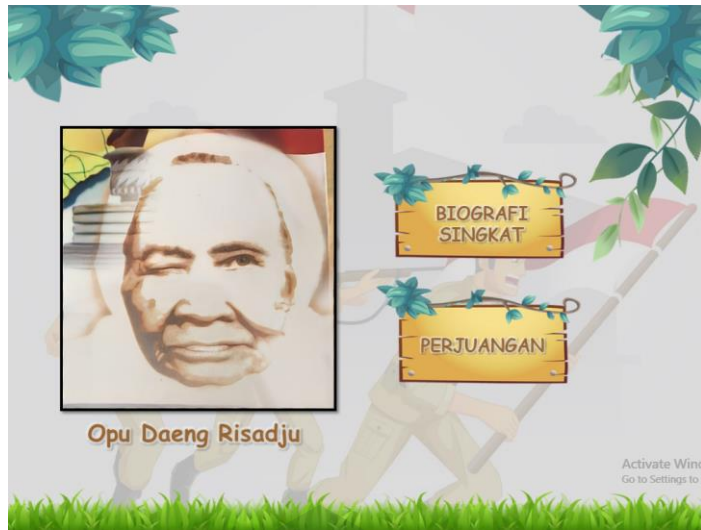 BIOGRAFI
SINGKAT
PERJUANGAN
Opu Daeng Risadju
Activate Wind
Go to Settings to